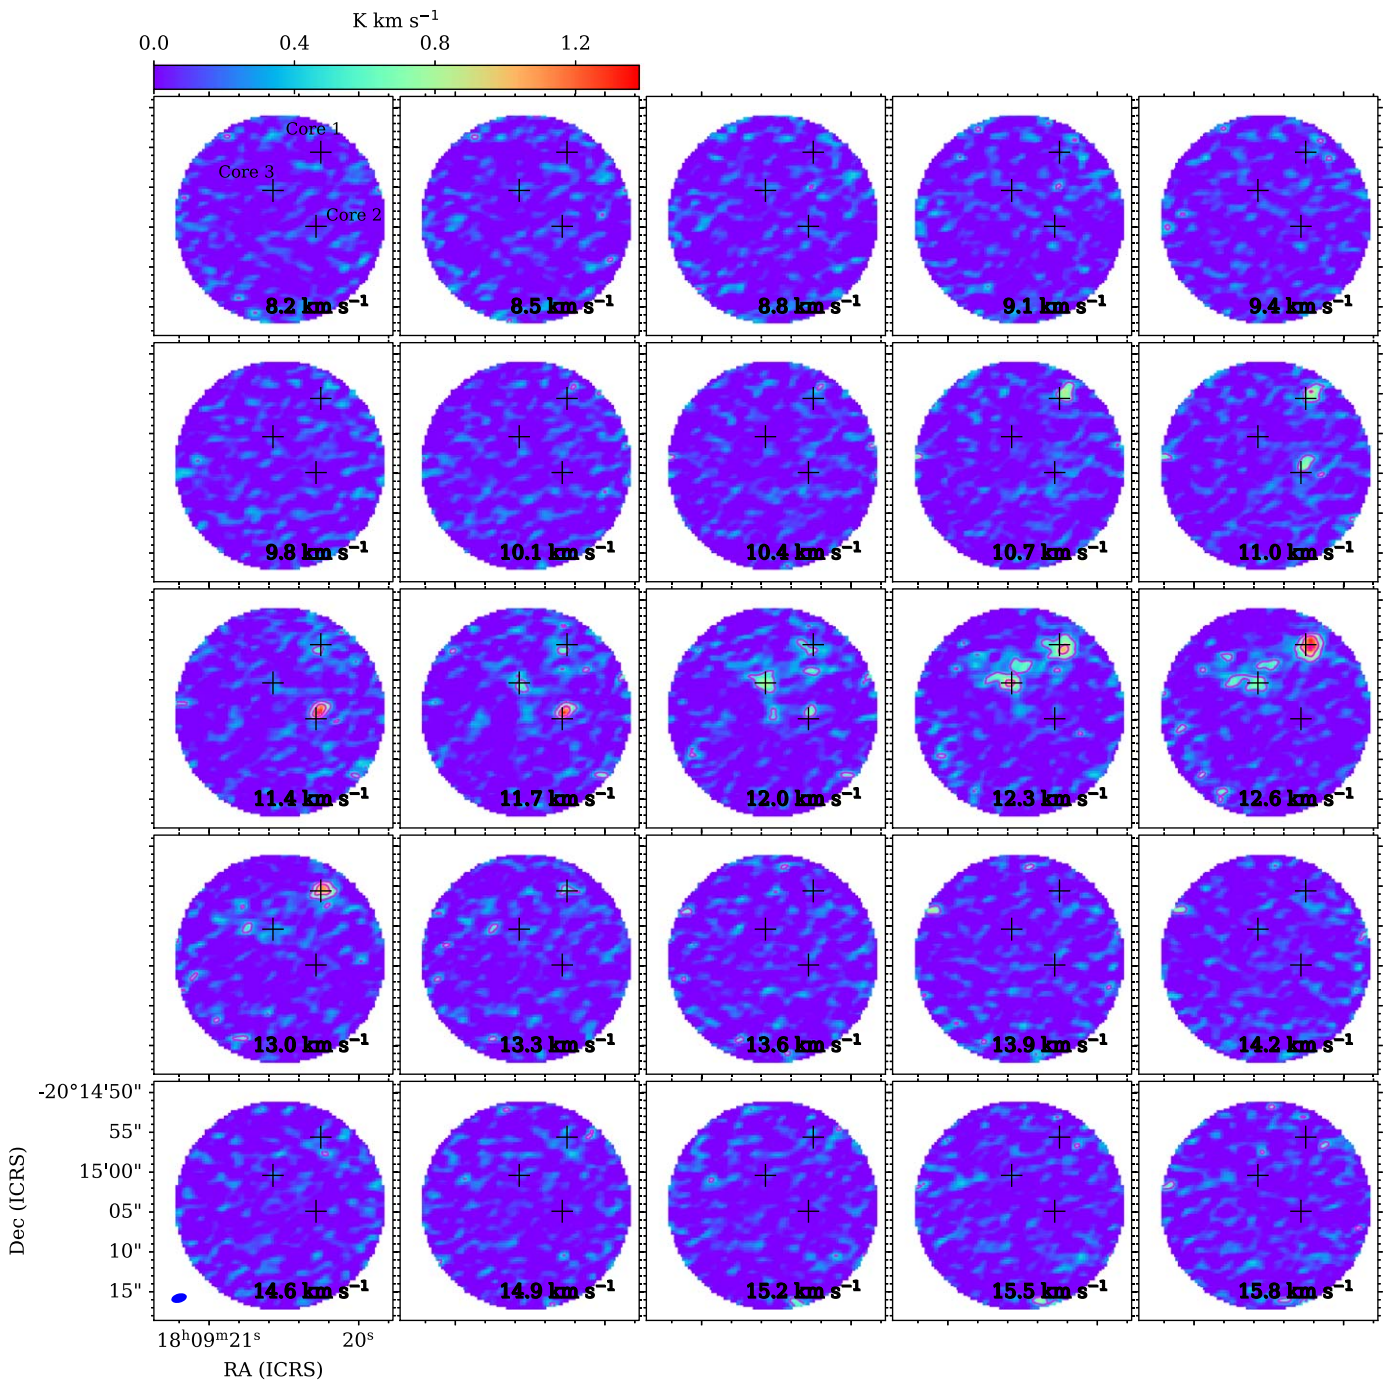 K km s⁻¹
0.0 0.4 0.8 1.2
Core 1
Core 3
Core 2
8.2 km s⁻¹ 8.5 km s⁻¹ 8.8 km s⁻¹ 9.1 km s⁻¹ 9.4 km s⁻¹
9.8 km s⁻¹ 10.1 km s⁻¹ 10.4 km s⁻¹ 10.7 km s⁻¹ 11.0 km s⁻¹
11.4 km s⁻¹ 11.7 km s⁻¹ 12.0 km s⁻¹ 12.3 km s⁻¹ 12.6 km s⁻¹
13.0 km s⁻¹ 13.3 km s⁻¹ 13.6 km s⁻¹ 13.9 km s⁻¹ 14.2 km s⁻¹
-20°14'50"
55"
15'00"
05"
10"
15"
Dec (ICRS)
14.6 km s⁻¹ 14.9 km s⁻¹ 15.2 km s⁻¹ 15.5 km s⁻¹ 15.8 km s⁻¹
18ʰ09ᵐ21ˢ 20ˢ
RA (ICRS)